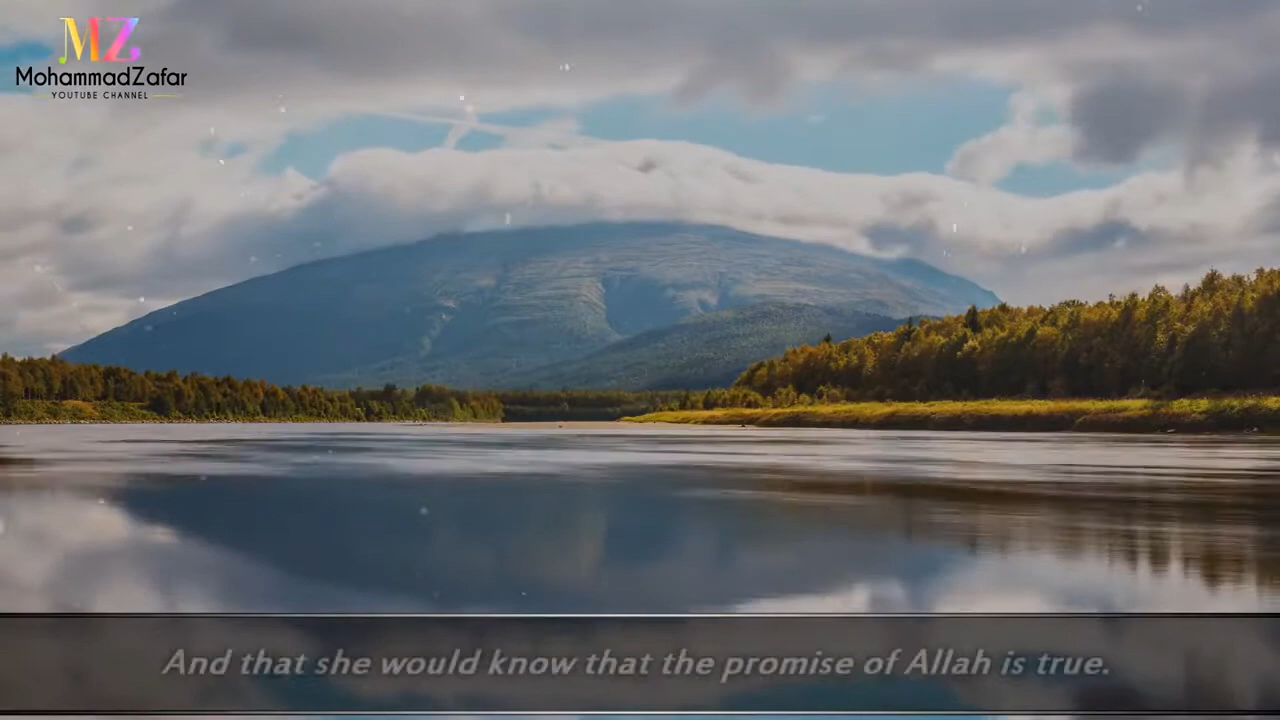 MZ
MohammadZafar
YOUTUBE CHANNEL
And that she would know that the promise of Allah is true.